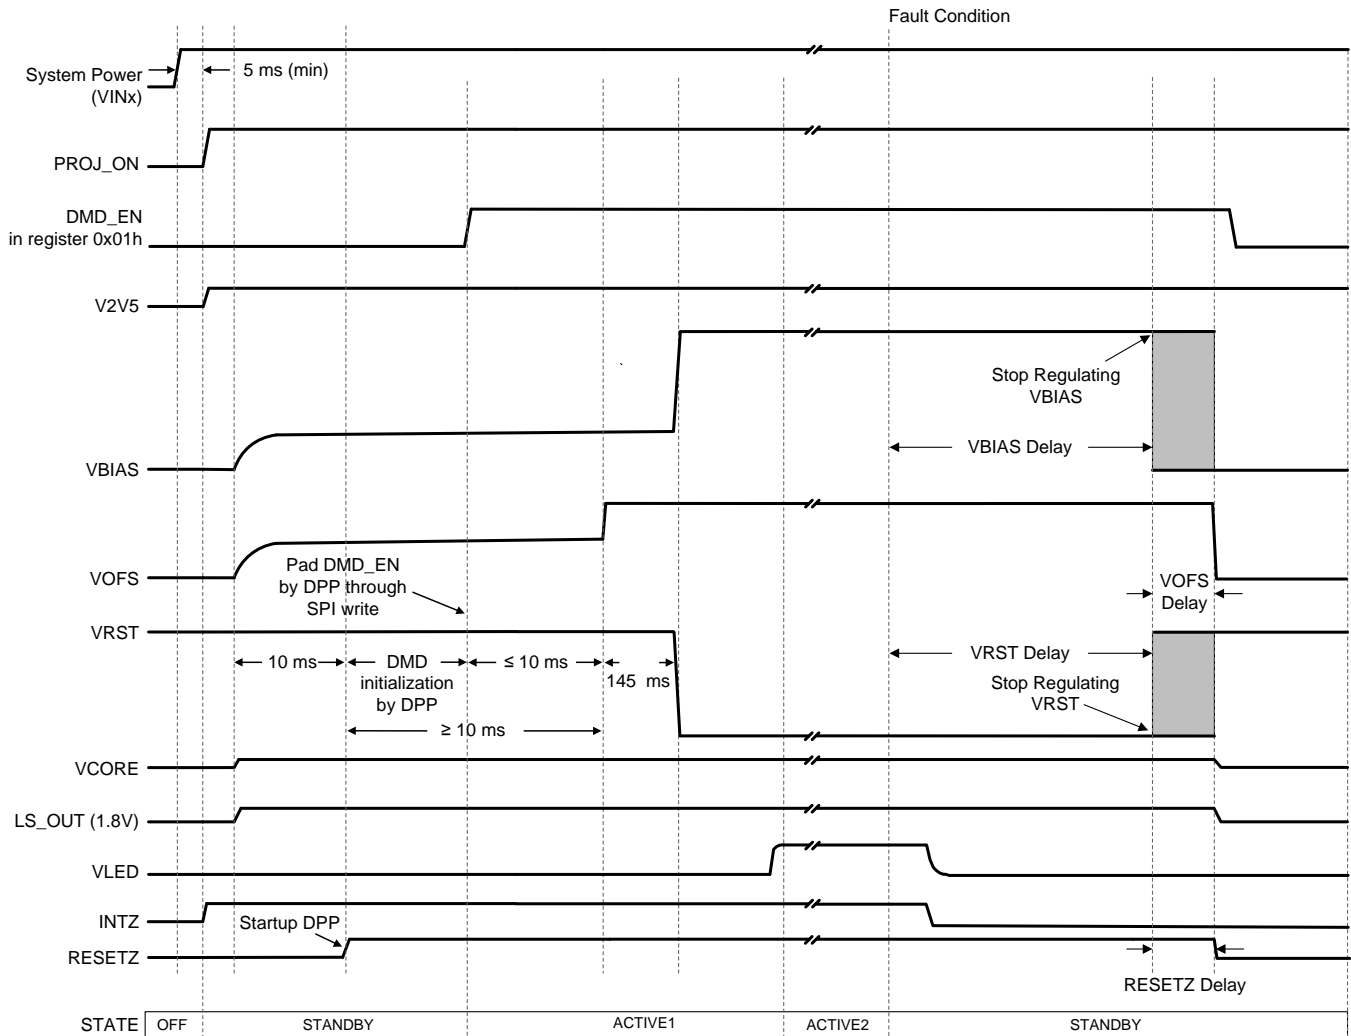 Fault Condition
System Power
(VINx)
5 ms (min)
PROJ_ON
DMD_EN
in register 0x01h
V2V5
Stop Regulating
VBIAS
VBIAS Delay
VBIAS
Pad DMD_EN
by DPP through
SPI write
VOFS
VOFS
Delay
VRST
10 ms
DMD
initialization
by DPP
≤ 10 ms
145 ms
VRST Delay
Stop Regulating
VRST
≥ 10 ms
VCORE
LS_OUT (1.8V)
VLED
INTZ
Startup DPP
RESETZ
RESETZ Delay
STATE
OFF
STANDBY
ACTIVE1
ACTIVE2
STANDBY